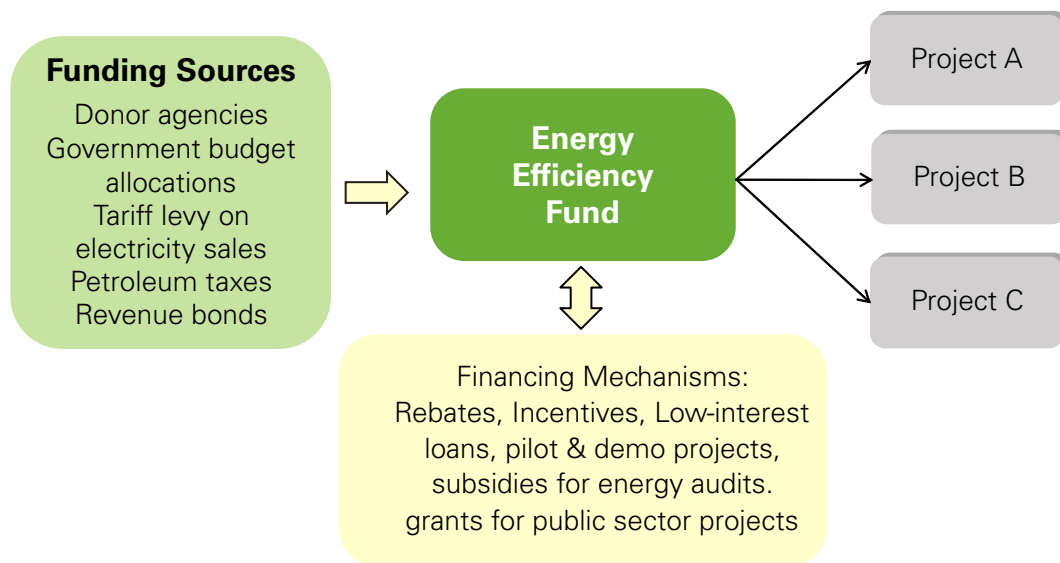 Funding Sources
Donor agencies
Government budget
allocations
Tariff levy on
electricity sales
Petroleum taxes
Revenue bonds
Energy
Efficiency
Fund
Project A
Project B
Project C
Financing Mechanisms:
Rebates, Incentives, Low-interest
loans, pilot & demo projects,
subsidies for energy audits.
grants for public sector projects